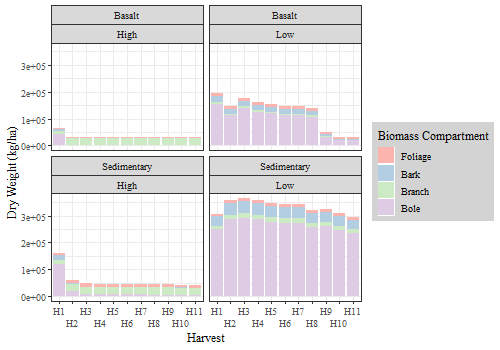 Basalt
Basalt
High
Low
3e+05
2e+05
1e+05
0e+00
Sedimentary
Sedimentary
High
Low
3e+05
2e+05
1e+05
0e+00
H1 H3 H5 H7 H9 H11 H1 H3 H5 H7 H9 H11
H2 H4 H6 H8 H10 H2 H4 H6 H8 H10
Harvest
Dry Weight (kg/ha)
Biomass Compartment
Foliage
Bark
Branch
Bole